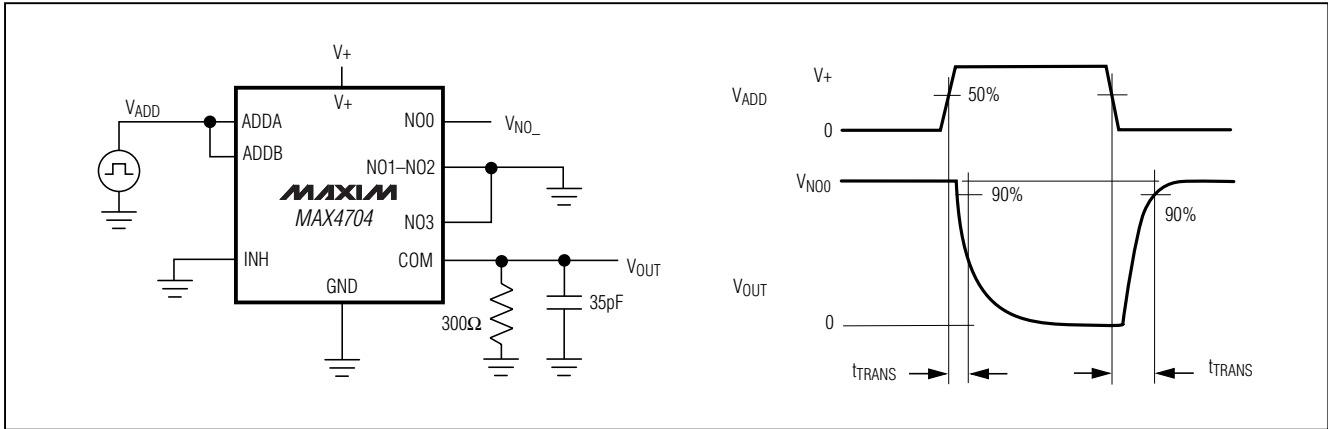 V+
V+
VADD
ADDA
ADDB
NO0
VNO_
NO1–NO2
MAXIM
MAX4704
NO3
INH
COM
VOUT
GND
300Ω
35pF
VADD
V+
50%
0
VNO0
90%
90%
VOUT
0
tTRANS
tTRANS